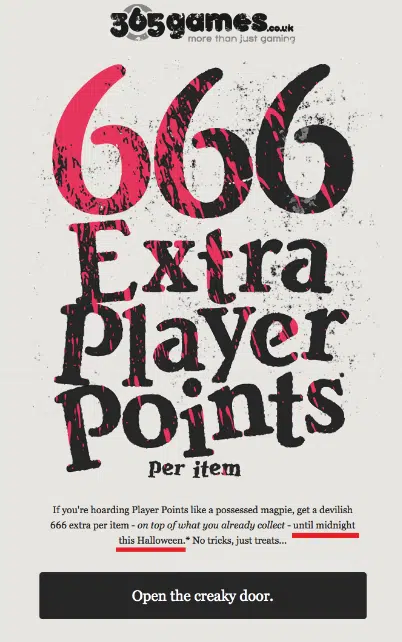 365games.co.uk
more than just gaming
666
Extra
Player
Points
per item
If you're hoarding Player Points like a possessed magpie, get a devilish
666 extra per item - on top of what you already collect - until midnight
this Halloween.* No tricks, just treats...
Open the creaky door.